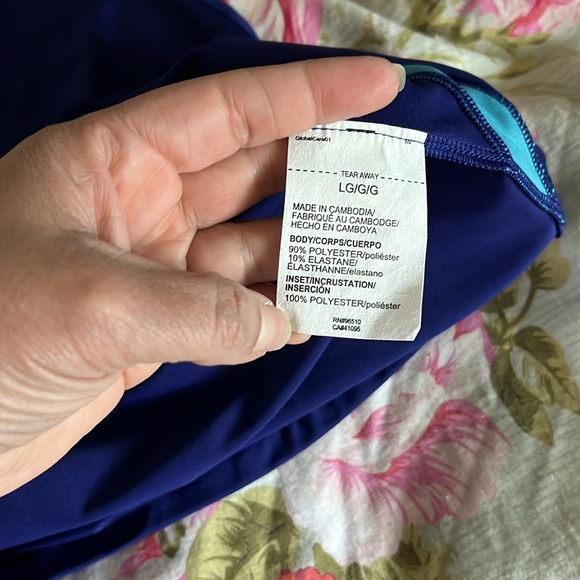 GlobalCare01
TEAR AWAY
LG/G/G
MADE IN CAMBODIA/
FABRIQUÉ AU CAMBODGE/
HECHO EN CAMBOYA
BODY/CORPS/CUERPO
90% POLYESTER/poliéster
10% ELASTANE/
ÉLASTHANNE/elastano
INSET/INCRUSTATION/
INSERCIÓN
100% POLYESTER/poliéster
RN#96510
CA#41095